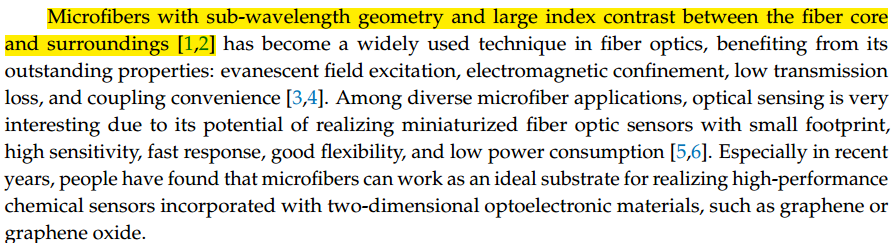 Microfibers with sub-wavelength geometry and large index contrast between the fiber core
and surroundings [1,2] has become a widely used technique in fiber optics, benefiting from its
outstanding properties: evanescent field excitation, electromagnetic confinement, low transmission
loss, and coupling convenience [3,4]. Among diverse microfiber applications, optical sensing is very
interesting due to its potential of realizing miniaturized fiber optic sensors with small footprint,
high sensitivity, fast response, good flexibility, and low power consumption [5,6]. Especially in recent
years, people have found that microfibers can work as an ideal substrate for realizing high-performance
chemical sensors incorporated with two-dimensional optoelectronic materials, such as graphene or
graphene oxide.